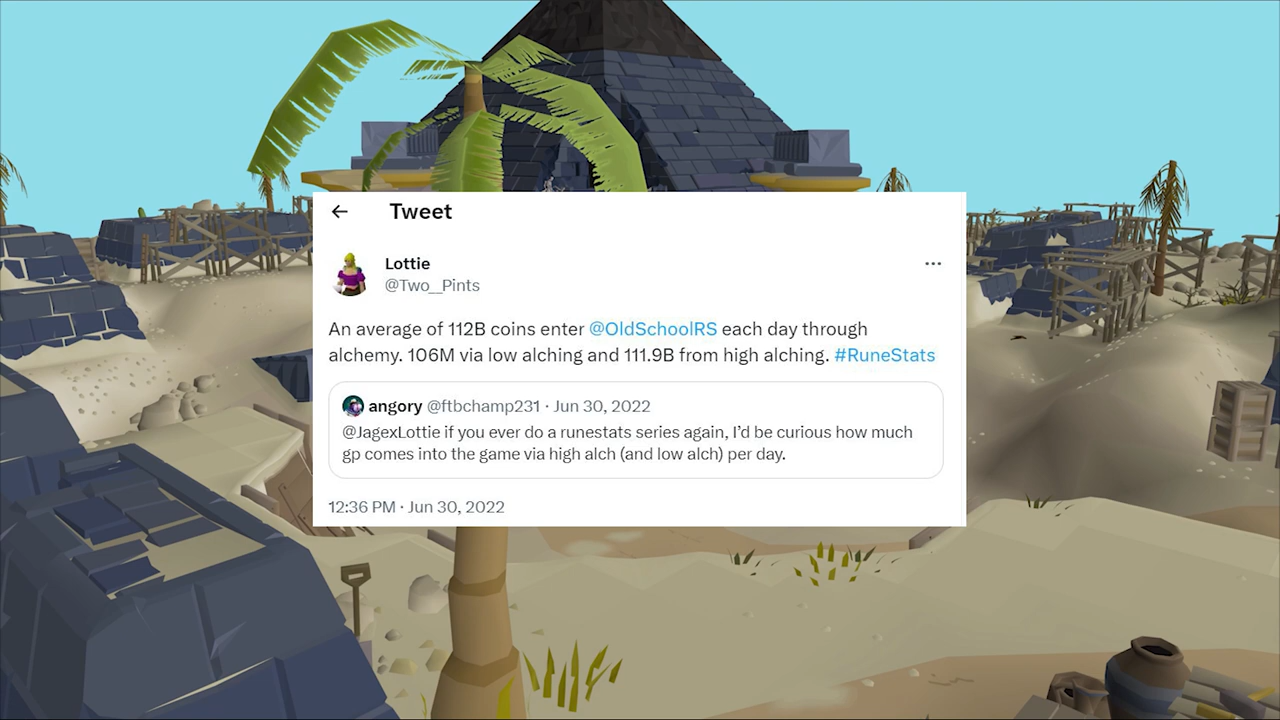 Tweet
Lottie
@Two__Pints
An average of 112B coins enter @OldSchoolRS each day through
alchemy. 106M via low alching and 111.9B from high alching. #RuneStats
angory @ftbchamp231 · Jun 30, 2022
@JagexLottie if you ever do a runestats series again, I’d be curious how much
gp comes into the game via high alch (and low alch) per day.
12:36 PM · Jun 30, 2022